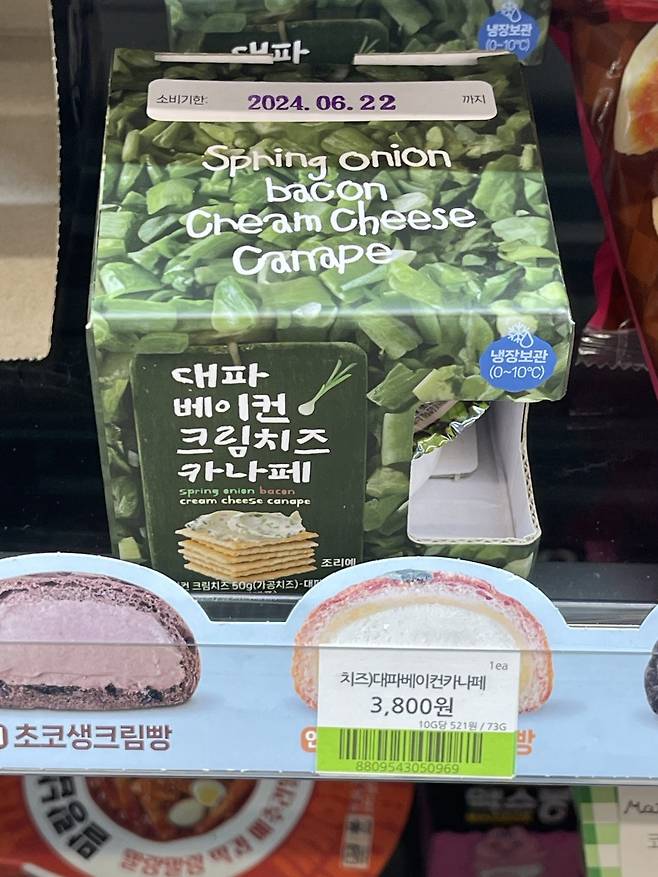 냉장보관
(0~10℃)
대파
소비기한:
2024.06.22
까지
Spring onion
bacon
Cream Cheese
Canape
냉장보관
(0~10℃)
대파
베이컨
크림치즈
카나페
spring onion bacon
cream cheese canape
조리예
컨 크림치즈 50g(가공치즈)
1ea
치즈)대파베이컨카나페
3,800원
10G당 521원 / 73G
8809543050969
초코생크림빵
빵